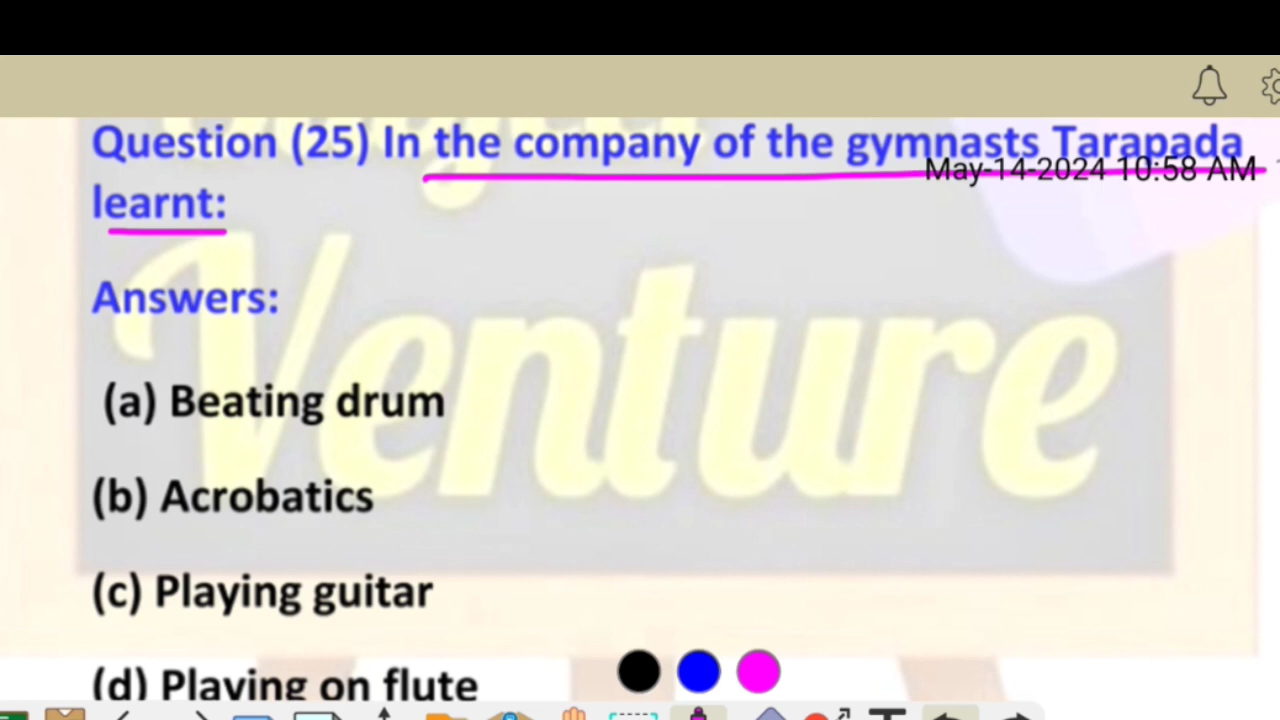 Question (25) In the company of the gymnasts Tarapada
May-14-2024 10:58 AM
learnt:
Answers:
(a) Beating drum
(b) Acrobatics
(c) Playing guitar
(d) Playing on flute
Venture